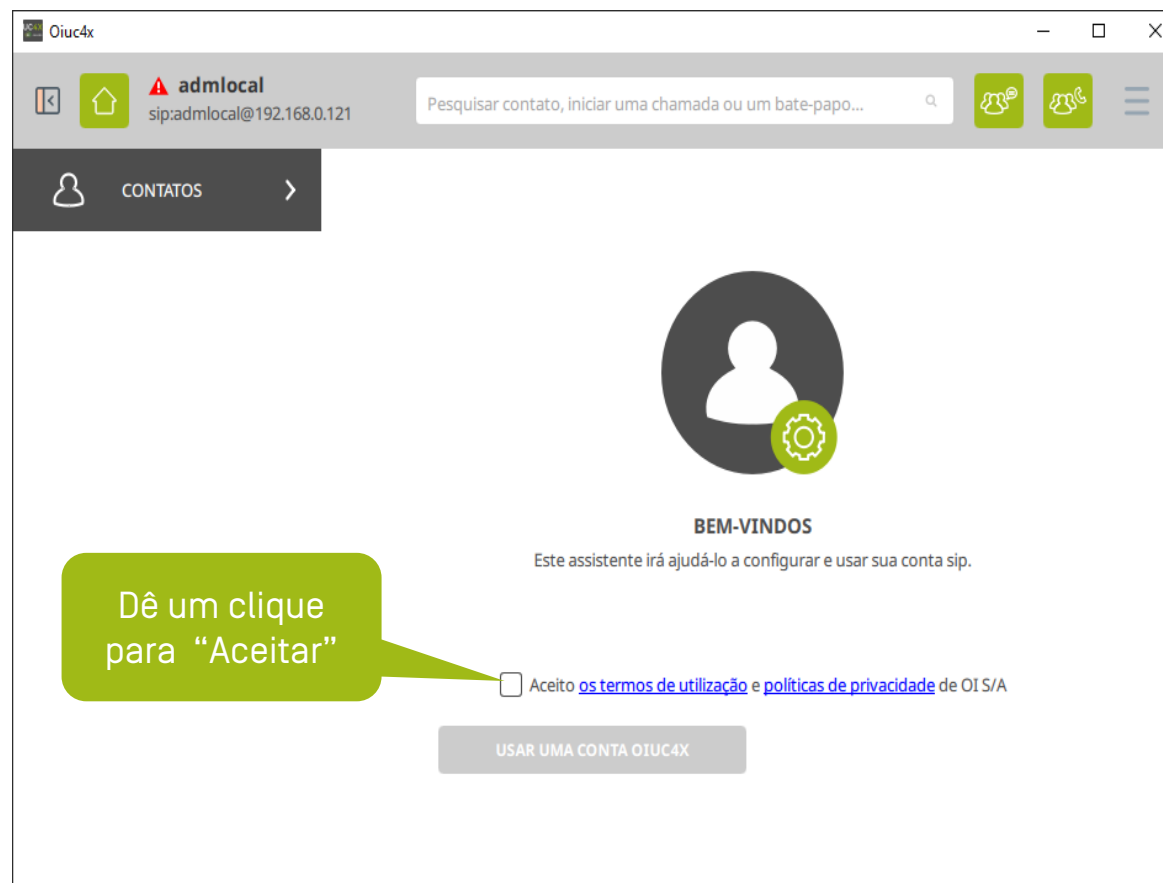 Oiuc4x
admlocal
sip:admlocal@192.168.0.121
Pesquisar contato, iniciar uma chamada ou um bate-papo...
CONTATOS
BEM-VINDOS
Este assistente irá ajudá-lo a configurar e usar sua conta sip.
Dê um clique
para “Aceitar”
Aceito os termos de utilização e políticas de privacidade de OI S/A
USAR UMA CONTA OIUC4X